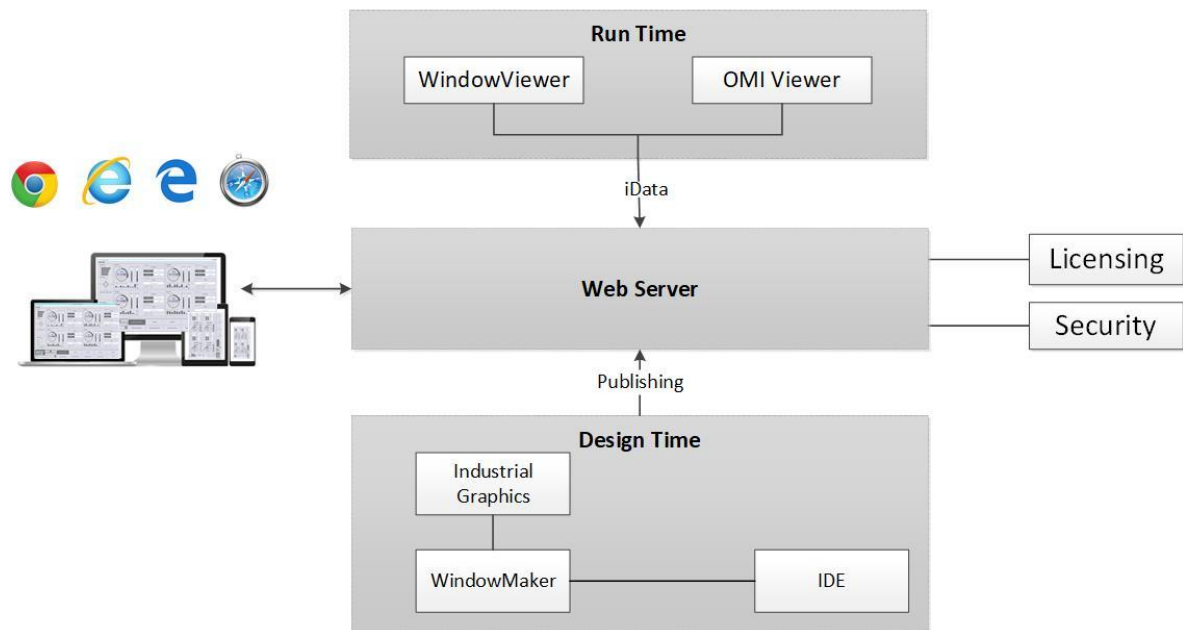 Run Time
WindowViewer
OMI Viewer
iData
Web Server
Licensing
Security
Publishing
Design Time
Industrial
Graphics
WindowMaker
IDE